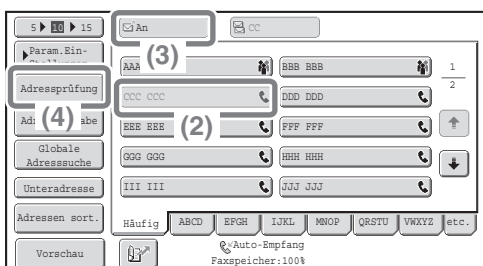 5 10 15
An
CC
Param.Ein-
(3)
AAA
BBB BBB
1
2
Adressprüfung
CCC CCC
DDD DDD
(4)
(2)
EEE EEE
FFF FFF
Globale
Adresssuche
GGG GGG
HHH HHH
Unteradresse
III III
JJJ JJJ
Adressen sort.
Häufig
ABCD
EFGH
IJKL
MNOP
QRSTU
VWXYZ
etc.
Vorschau
Auto-Empfang
Faxspeicher:100%